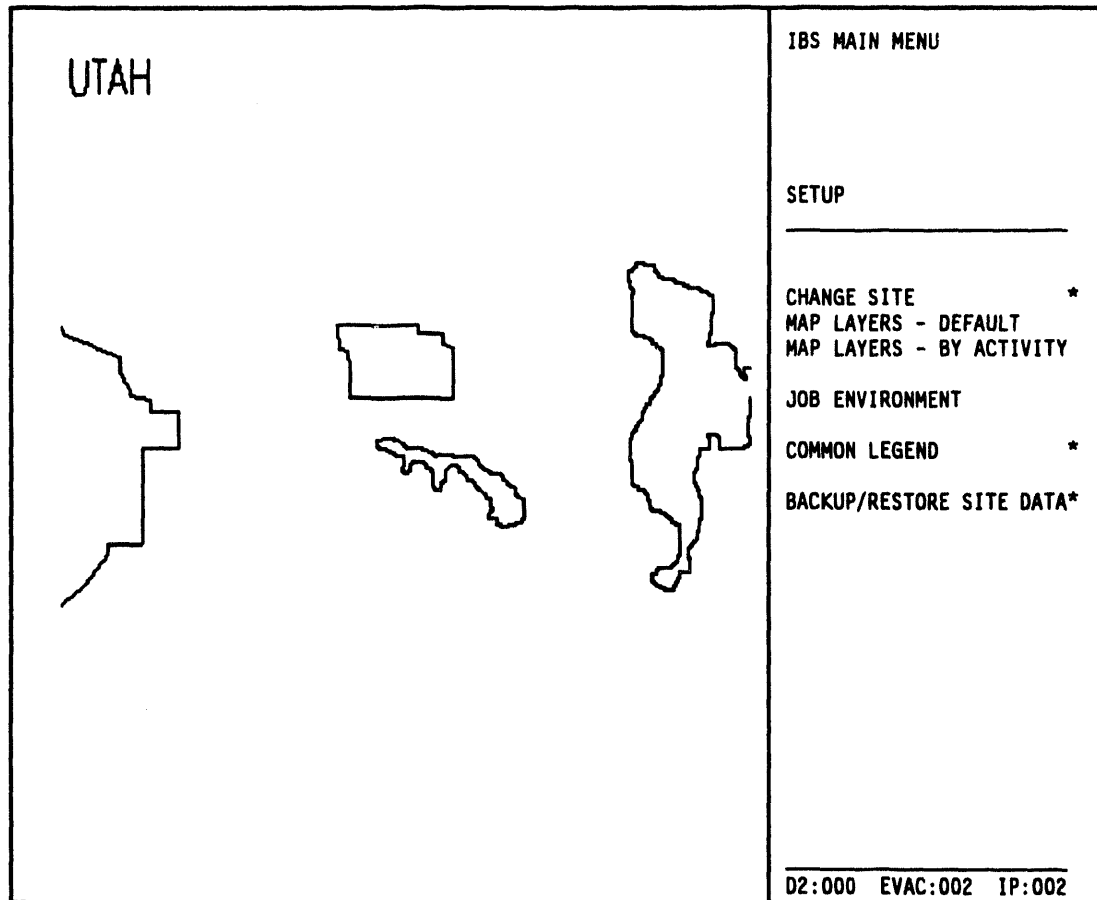 UTAH
IBS MAIN MENU
SETUP
CHANGE SITE *
MAP LAYERS - DEFAULT
MAP LAYERS - BY ACTIVITY
JOB ENVIRONMENT
COMMON LEGEND *
BACKUP/RESTORE SITE DATA*
D2:000 EVAC:002 IP:002